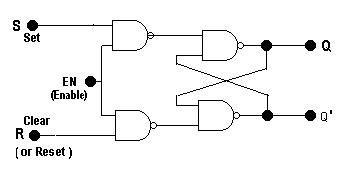 S
Set
Q
EN
(Enable)
Clear
R
Q'
( or Reset )